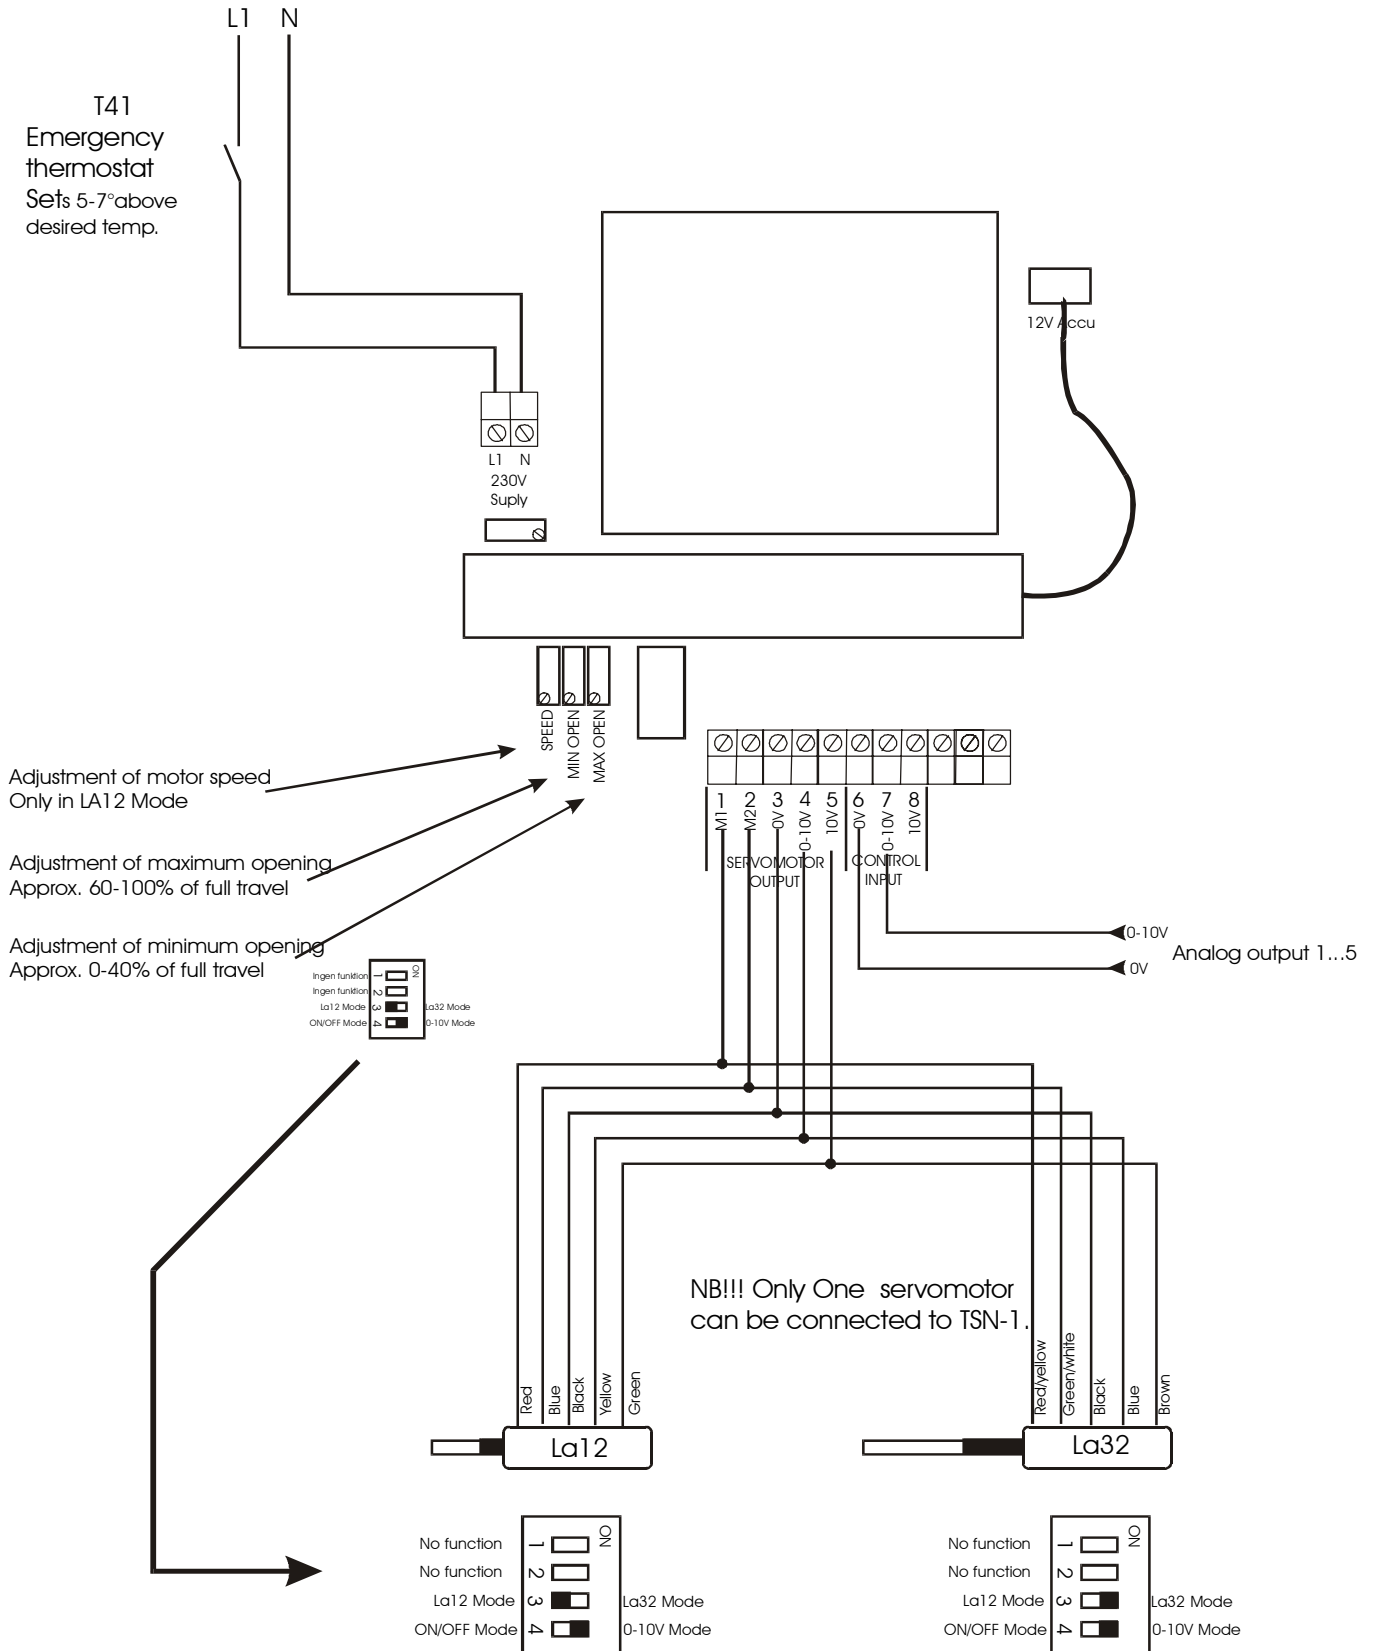 L1 N
T41
Emergency
thermostat
Sets 5-7°above
desired temp.
12V Accu
L1 N
230V
Suply
SPEED
MIN OPEN
MAX OPEN
Adjustment of motor speed
Only in LA12 Mode
Adjustment of maximum opening
Approx. 60-100% of full travel
Adjustment of minimum opening
Approx. 0-40% of full travel
1 2 3 4 5 6 7 8
M1
M2
0V
0-10V
10V
0V
0-10V
10V
SERVOMOTOR
OUTPUT
CONTROL
INPUT
0-10V
0V
Analog output 1...5
ON
Ingen funktion 1
Ingen funktion 2
La12 Mode 3 La32 Mode
ON/OFF Mode 4 0-10V Mode
NB!!! Only One servomotor
can be connected to TSN-1.
Red
Blue
Black
Yellow
Green
Red/yellow
Green/white
Black
Blue
Brown
La12
La32
ON
No function 1
No function 2
La12 Mode 3 La32 Mode
ON/OFF Mode 4 0-10V Mode
ON
No function 1
No function 2
La12 Mode 3 La32 Mode
ON/OFF Mode 4 0-10V Mode